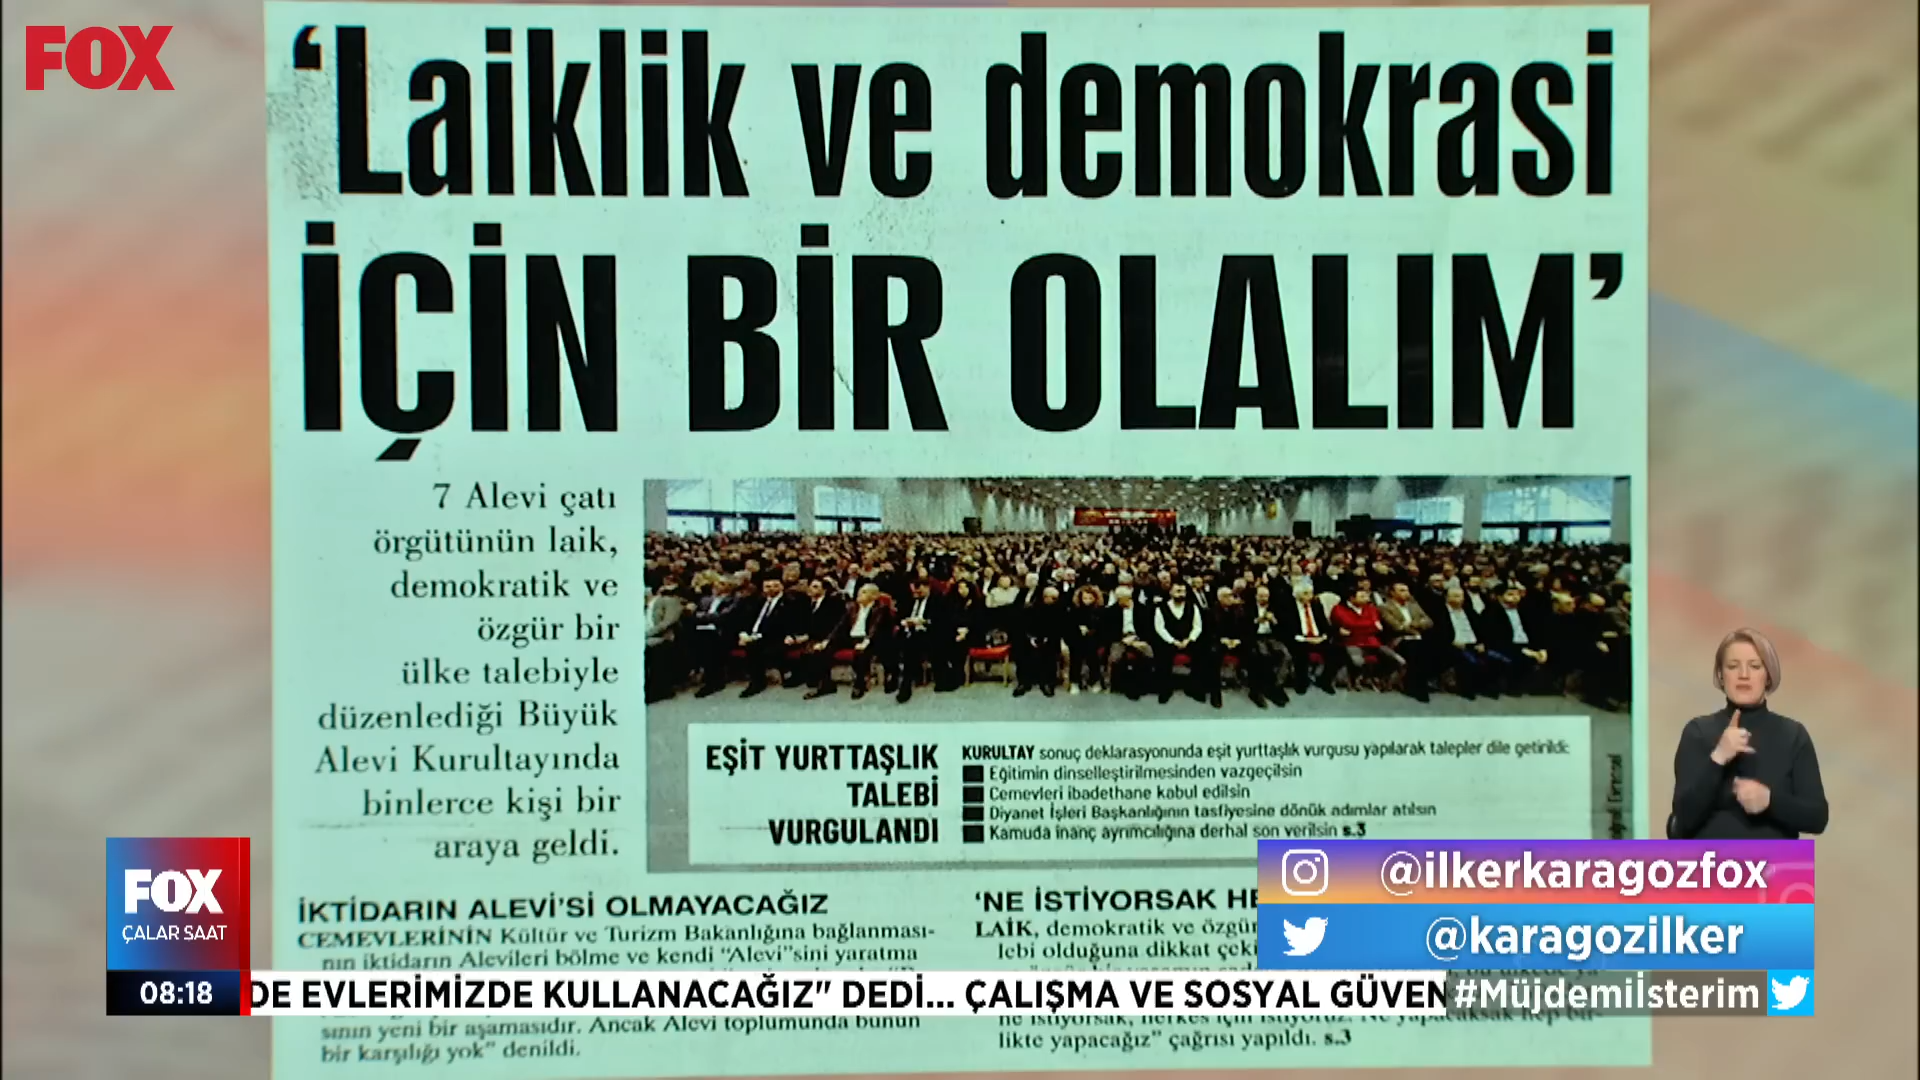 FOX
‘Laiklik ve demokrasi
İÇİN BİR OLALIM’
7 Alevi çatı
örgütünün laik,
demokratik ve
özgür bir
ülke talebiyle
düzenlediği Büyük
Alevi Kurultayında
binlerce kişi bir
araya geldi.
EŞİT YURTTAŞLIK
TALEBİ
VURGULANDI
KURULTAY sonuç deklarasyonunda eşit yurttaşlık vurgusu yapılarak talepler dile getirildi:
Eğitimin dinselleştirilmesinden vazgeçilsin
Cemevleri ibadethane kabul edilsin
Diyanet İşleri Başkanlığının tasfiyesine dönük adımlar atılsın
Kamuda inanç ayrımcılığına derhal son verilsin s.3
İKTİDARIN ALEVİ’Sİ OLMAYACAĞIZ
CEMEVLERİNİN Kültür ve Turizm Bakanlığına bağlanması-
nın iktidarın Alevileri bölme ve kendi “Alevi”sini yaratma
sının yeni bir aşamasıdır. Ancak Alevi toplumunda bunun
bir karşılığı yok” denildi.
‘NE İSTİYORSAK HE
LAİK, demokratik ve özgür
lebi olduğuna dikkat çeki
ne istiyorsak, herkes için istiyoruz. Ne yapacaksak hep bir-
likte yapacağız” çağrısı yapıldı. s.3
@ilkerkaragozfox
@karagozilker
FOX
ÇALAR SAAT
08:18
DE EVLERİMİZDE KULLANACAĞIZ" DEDİ... ÇALIŞMA VE SOSYAL GÜVEN
#Müjdemiİsterim